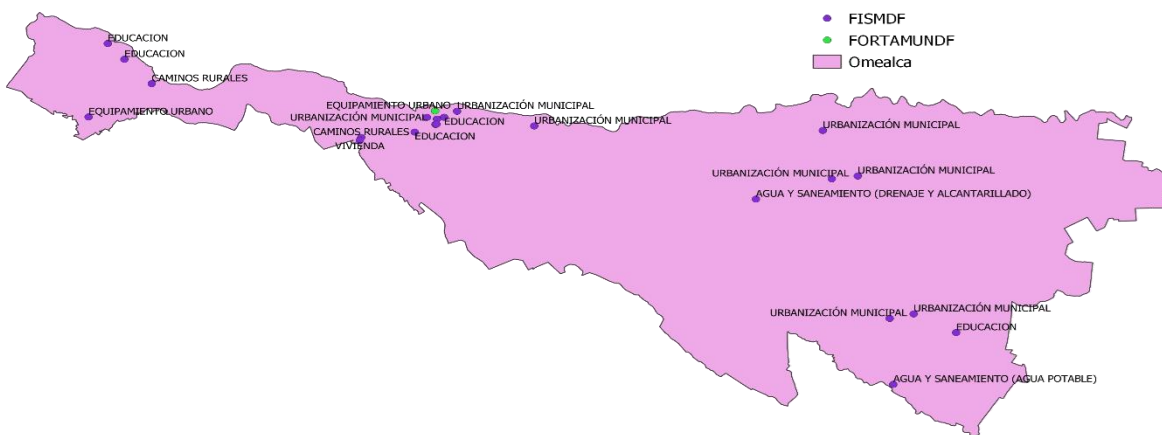 FISMDF
FORTAMUNDF
Omealca
EDUCACION
EDUCACION
CAMINOS RURALES
EQUIPAMIENTO URBANO
EQUIPAMIENTO URBANO
URBANIZACIÓN MUNICIPAL
URBANIZACIÓN MUNICIPAL
EDUCACION
URBANIZACIÓN MUNICIPAL
CAMINOS RURALES
EDUCACION
VIVIENDA
URBANIZACIÓN MUNICIPAL
URBANIZACIÓN MUNICIPAL
URBANIZACIÓN MUNICIPAL
AGUA Y SANEAMIENTO (DRENAJE Y ALCANTARILLADO)
URBANIZACIÓN MUNICIPAL
URBANIZACIÓN MUNICIPAL
EDUCACION
AGUA Y SANEAMIENTO (AGUA POTABLE)